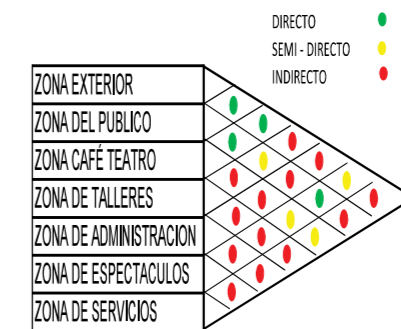 DIRECTO
SEMI - DIRECTO
INDIRECTO
ZONA EXTERIOR
ZONA DEL PUBLICO
ZONA CAFÉ TEATRO
ZONA DE TALLERES
ZONA DE ADMINISTRACION
ZONA DE ESPECTACULOS
ZONA DE SERVICIOS